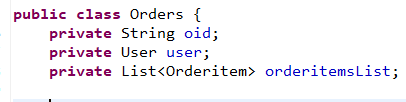 public class Orders {
    private String oid;
    private User user;
    private List<Orderitem> orderitemsList;